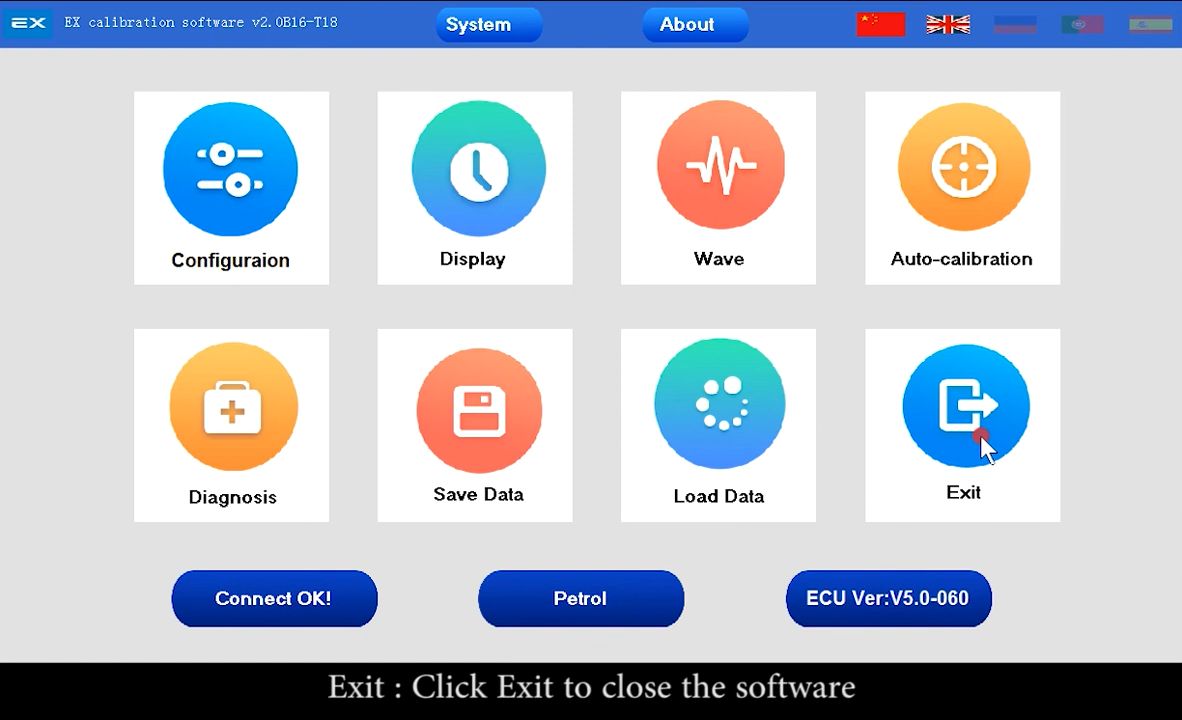 EX EX calibration software v2.0B16-T18 System About
Configuraion Display Wave Auto-calibration
Diagnosis Save Data Load Data Exit
Connect OK! Petrol ECU Ver:V5.0-060
Exit : Click Exit to close the software